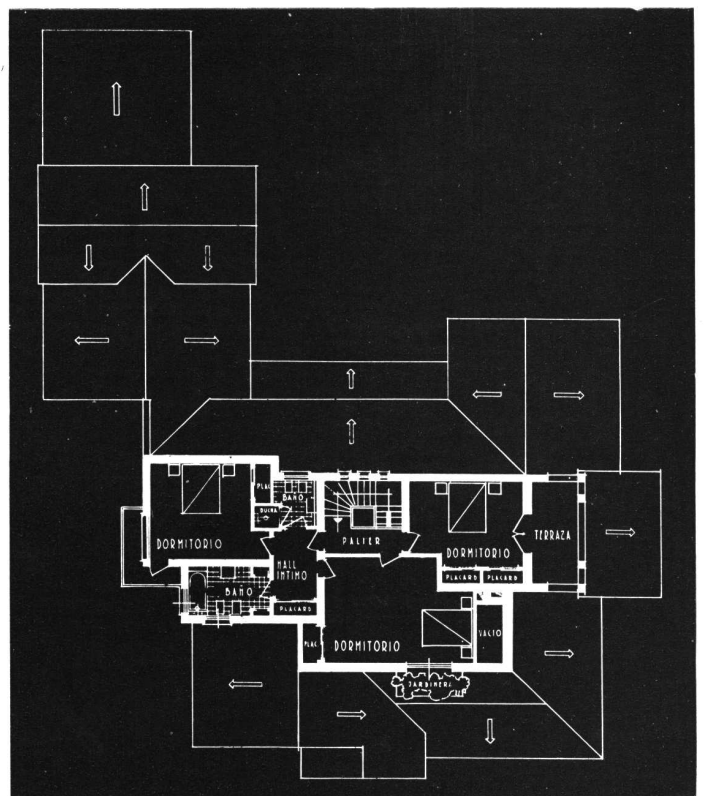 PLAC
BAÑO
DUCHA
DORMITORIO
PALIER
DORMITORIO
TERRAZA
HALL
INTIMO
BAÑO
PLACARD
PLACARD
PLACARD
PLAC
DORMITORIO
VACIO
JARDINERA